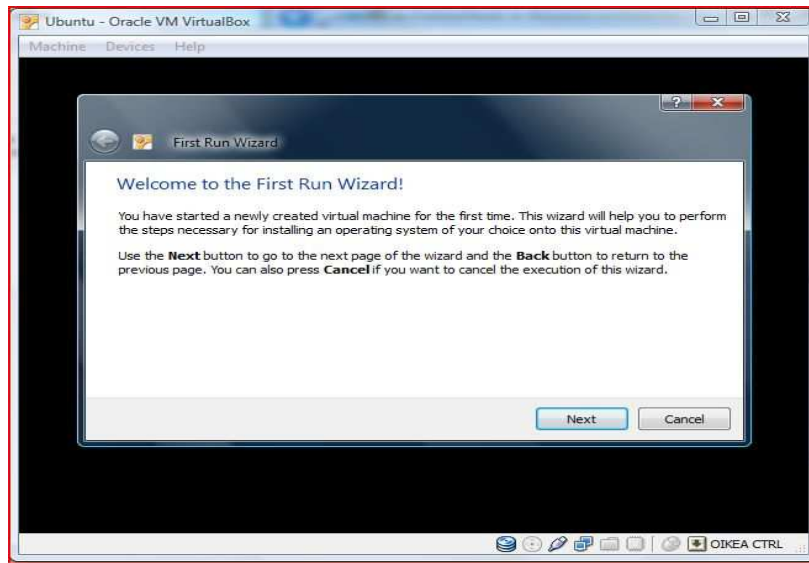 Ubuntu - Oracle VM VirtualBox
Machine Devices Help
First Run Wizard
Welcome to the First Run Wizard!
You have started a newly created virtual machine for the first time. This wizard will help you to perform
the steps necessary for installing an operating system of your choice onto this virtual machine.
Use the Next button to go to the next page of the wizard and the Back button to return to the
previous page. You can also press Cancel if you want to cancel the execution of this wizard.
Next Cancel
OIKEA CTRL